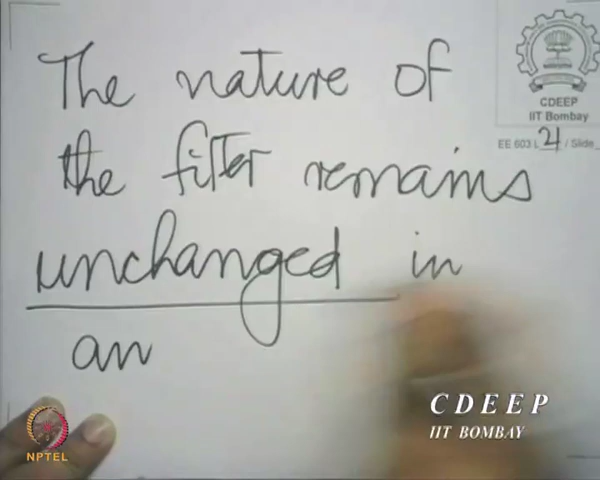 The nature of
the filter remains
unchanged in
an
CDEEP
IIT Bombay
EE 603 L 21 / Slide
CDEEP
IIT BOMBAY
NPTEL